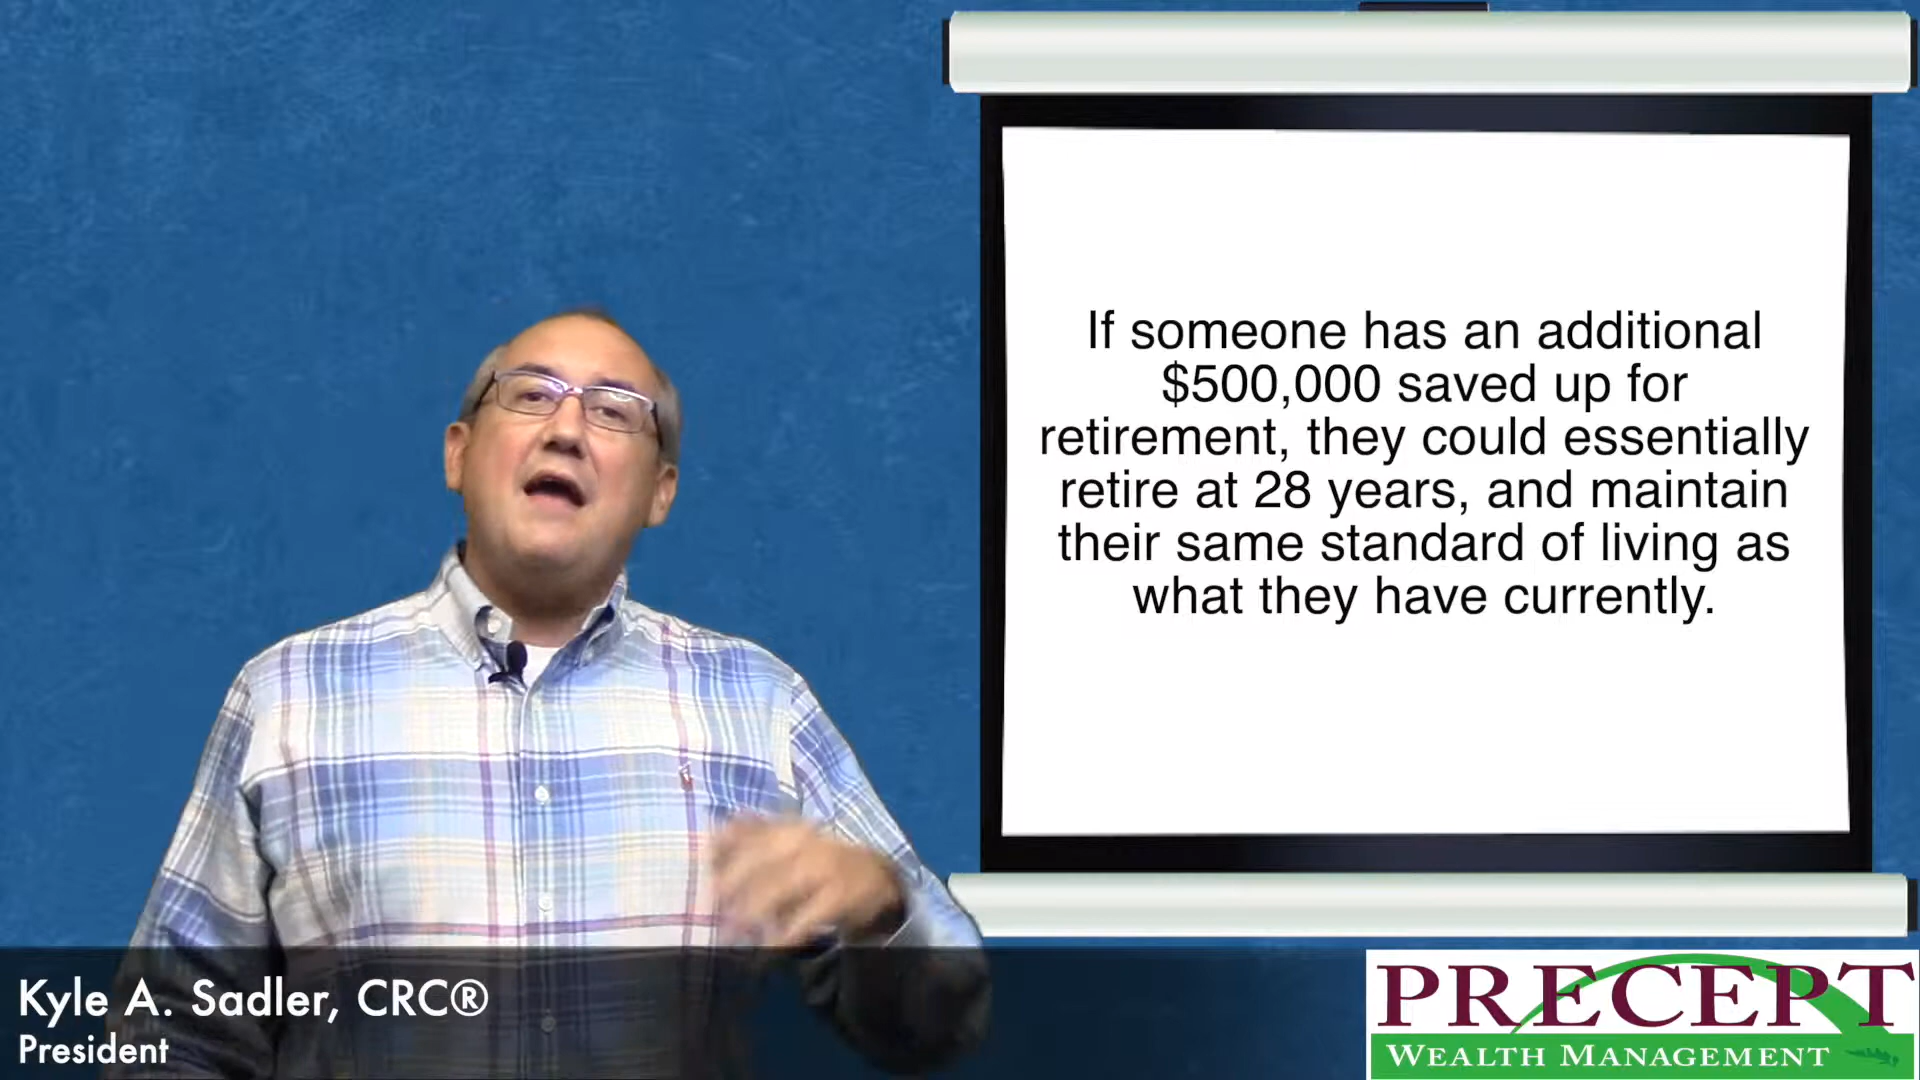 If someone has an additional
$500,000 saved up for
retirement, they could essentially
retire at 28 years, and maintain
their same standard of living as
what they have currently.
Kyle A. Sadler, CRC®
President
PRECEPT
WEALTH MANAGEMENT